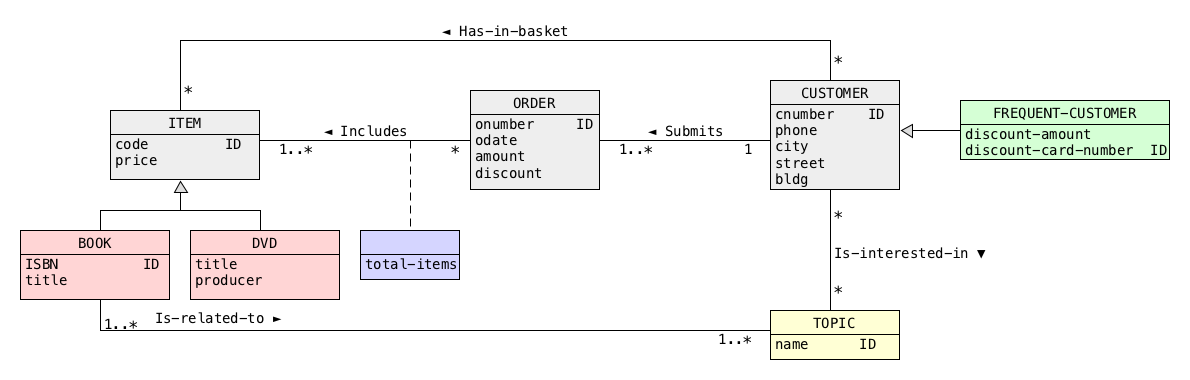 ◄ Has-in-basket
*
*
ITEM
code ID
price
◄ Includes
1..*
*
ORDER
onumber ID
odate
amount
discount
◄ Submits
1..*
1
CUSTOMER
cnumber ID
phone
city
street
bldg
FREQUENT-CUSTOMER
discount-amount
discount-card-number ID
BOOK
ISBN ID
title
DVD
title
producer
total-items
*
Is-interested-in ▼
*
1..*
Is-related-to ►
1..*
TOPIC
name ID